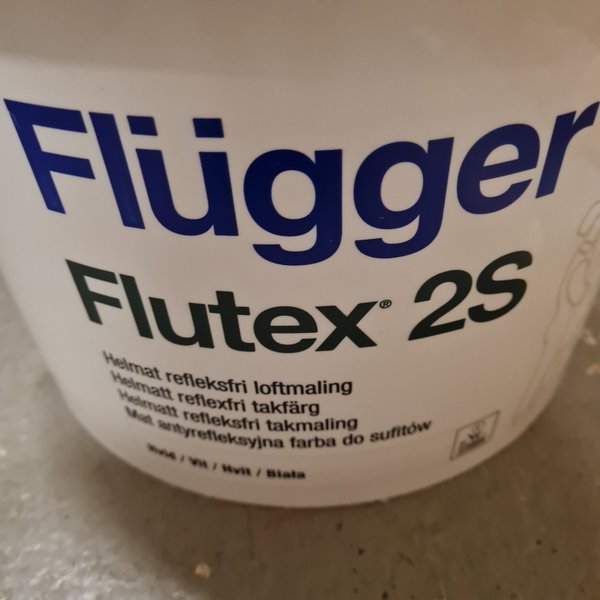 Flügger
Flutex® 2S
Helmat refleksfri loftmaling
Helmatt reflexfri takfärg
Helmatt refleksfri takmaling
Mat antyrefleksyjna farba do sufitów
Hvid / Vit / Hvit / Biała